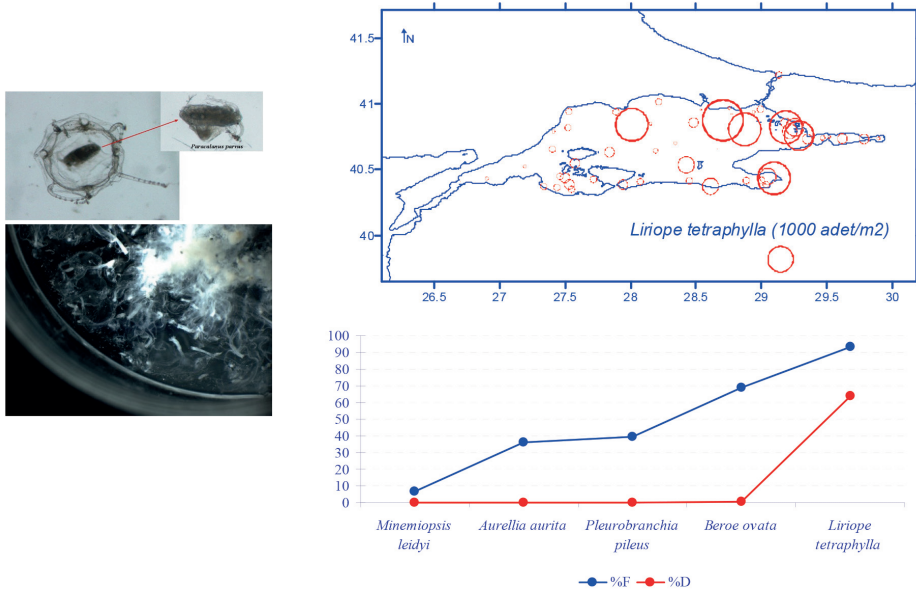 Paracalanus parvus
41.5
N
41
40.5
40
Liriope tetraphylla (1000 adet/m2)
26.5 27 27.5 28 28.5 29 29.5 30
100
90
80
70
60
50
40
30
20
10
0
Minemiopsis Aurellia aurita Pleurobranchia Beroe ovata Liriope
leidyi pileus tetraphylla
%F %D